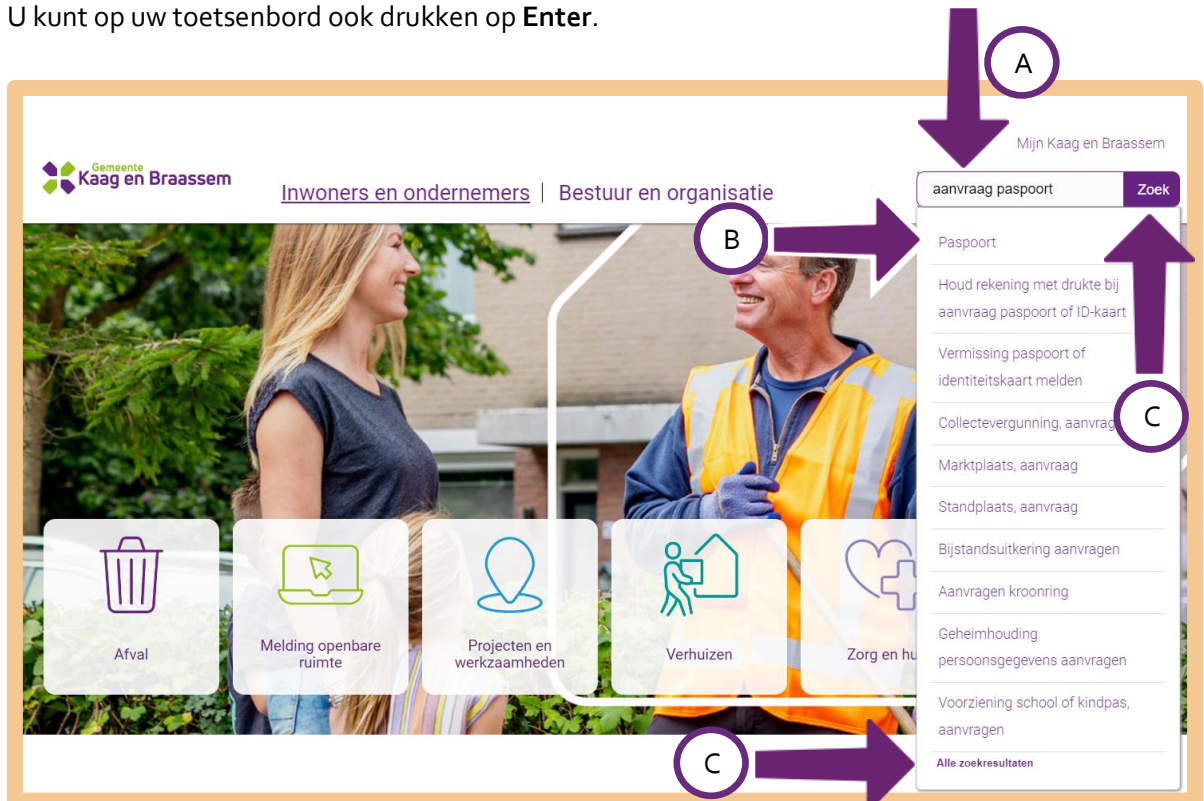 U kunt op uw toetsenbord ook drukken op Enter.
A
Mijn Kaag en Braassem
Gemeente
Kaag en Braassem
Inwoners en ondernemers | Bestuur en organisatie
aanvraag paspoort
Zoek
B
Paspoort
Houd rekening met drukte bij
aanvraag paspoort of ID-kaart
Vermissing paspoort of
identiteitskaart melden
C
Collectevergunning, aanvrag
Marktplaats, aanvraag
Standplaats, aanvraag
Bijstandsuitkering aanvragen
Aanvragen kroonring
Geheimhouding
persoonsgegevens aanvragen
Voorziening school of kindpas,
aanvragen
Alle zoekresultaten
Afval
Melding openbare
ruimte
Projecten en
werkzaamheden
Verhuizen
Zorg en hu
C